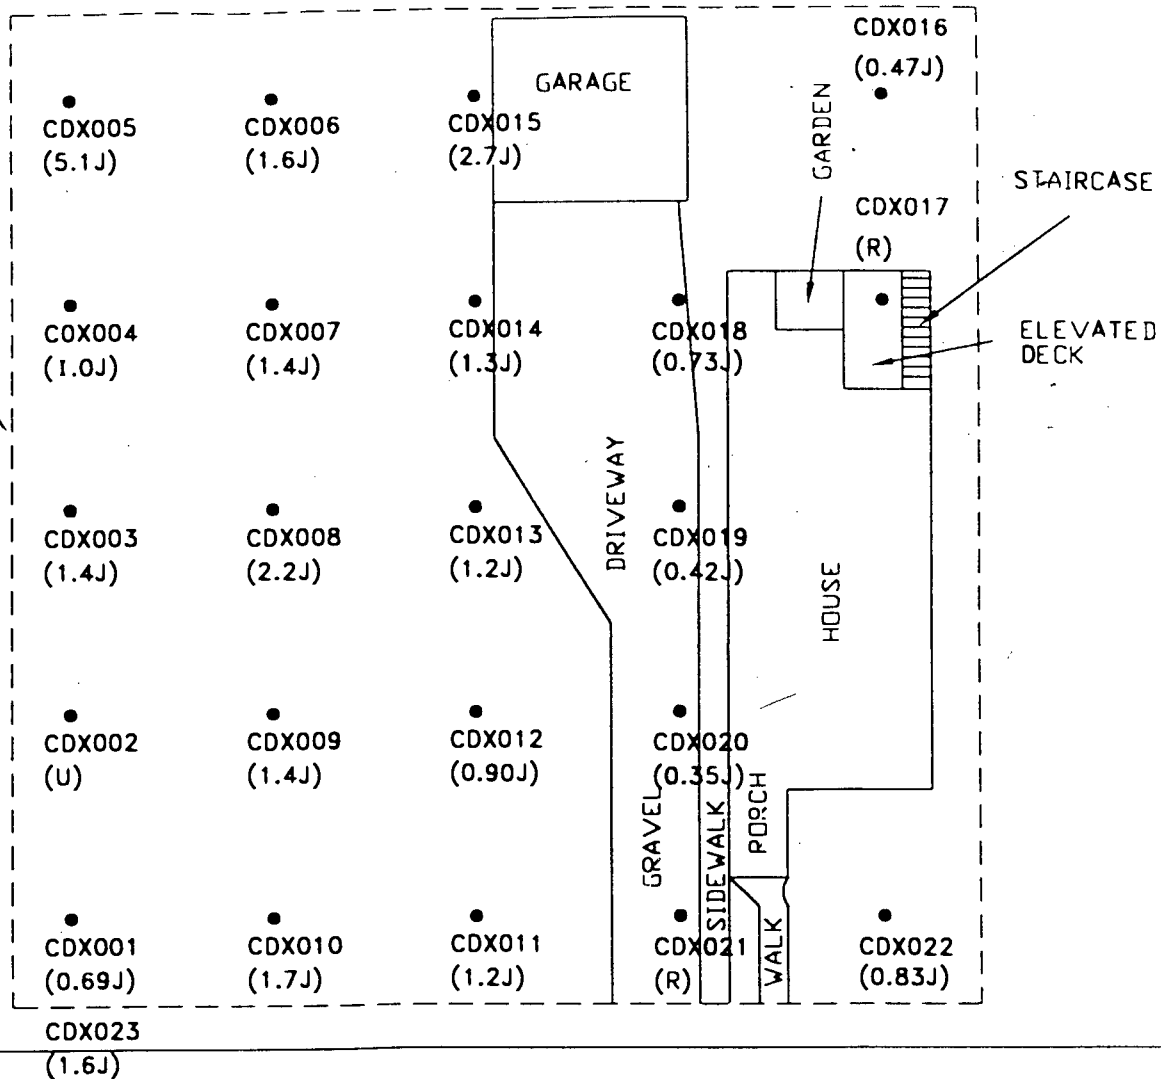 CDX016
(0.47J)
GARAGE
CDX005
(5.1J)
CDX006
(1.6J)
CDX015
(2.7J)
GARDEN
STAIRCASE
CDX017
(R)
COX004
(1.0J)
CDX007
(1.4J)
CDX014
(1.3J)
CDX018
(0.73J)
ELEVATED
DECK
DRIVEWAY
CDX003
(1.4J)
CDX008
(2.2J)
CDX013
(1.2J)
CDX019
(0.42J)
HOUSE
CDX002
(U)
CDX009
(1.4J)
CDX012
(0.90J)
CDX020
(0.35J)
GRAVEL
SIDEWALK
PORCH
WALK
CDX001
(0.69J)
CDX010
(1.7J)
CDX011
(1.2J)
CDX021
(R)
CDX022
(0.83J)
CDX023
(1.6J)